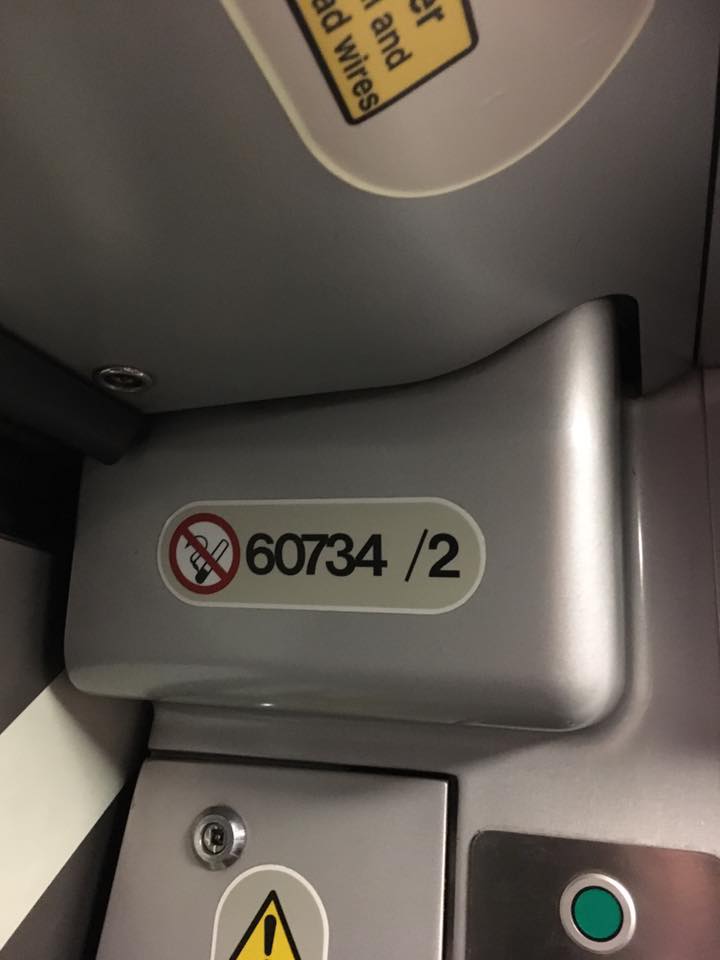 and
wires
60734 /2